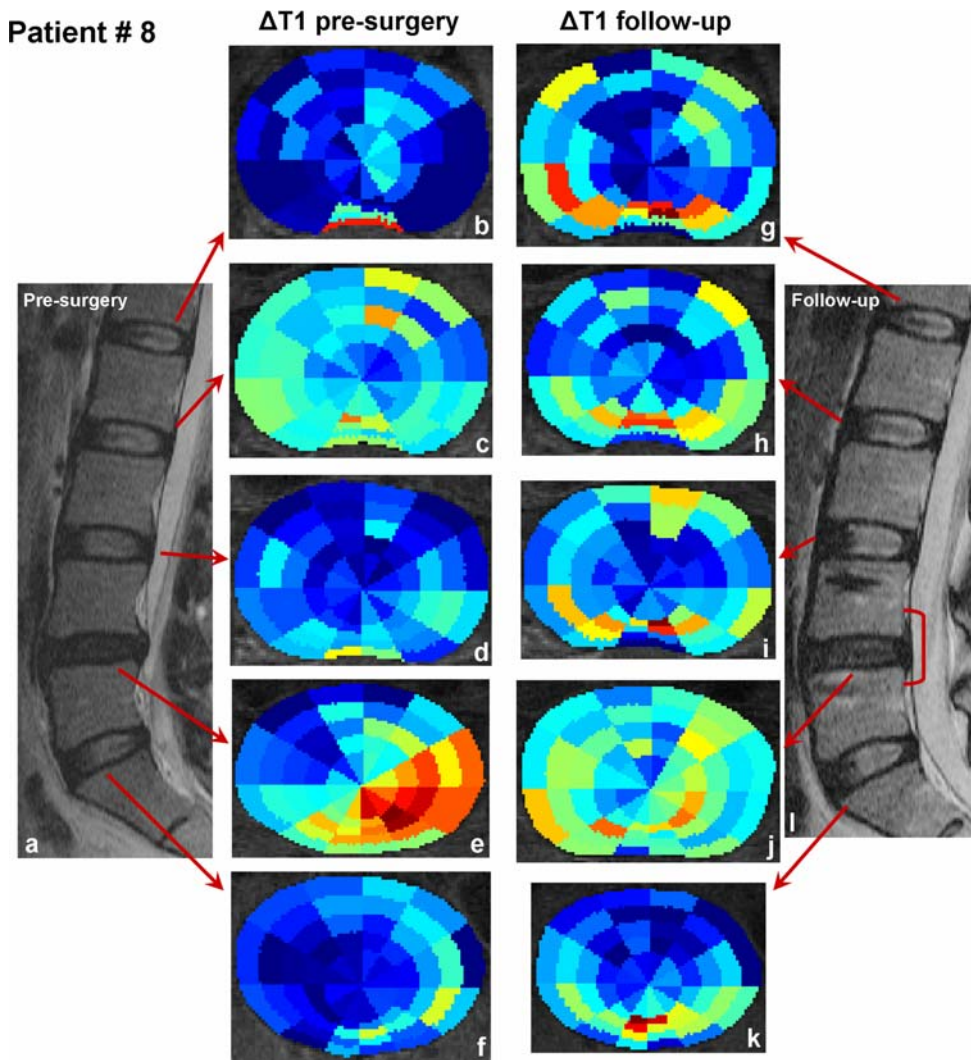 Patient # 8
ΔT1 pre-surgery
ΔT1 follow-up
b
g
Pre-surgery
Follow-up
c
h
d
i
a
e
j
l
f
k